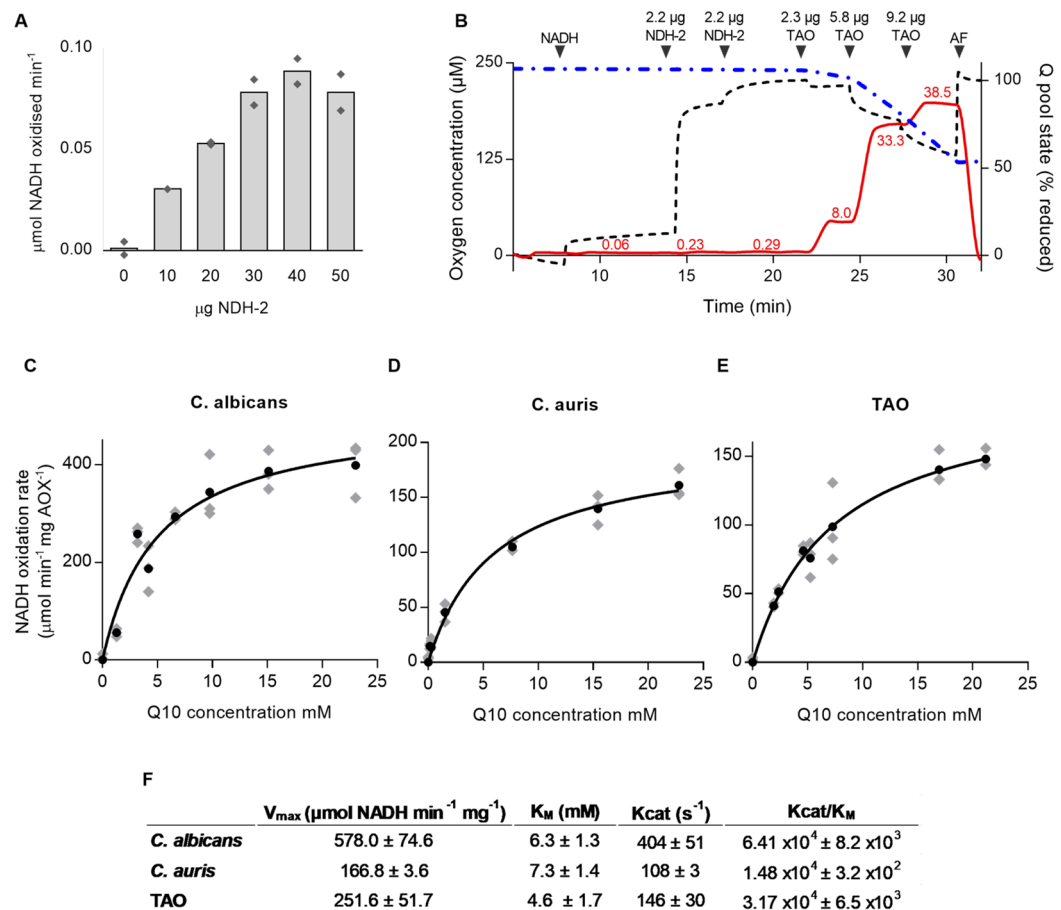 A
μmol NADH oxidised min⁻¹
0.10
0.05
0.00
0 10 20 30 40 50
μg NDH-2
B
NADH
2.2 μg NDH-2
2.2 μg NDH-2
2.3 μg TAO
5.8 μg TAO
9.2 μg TAO
AF
Oxygen concentration (μM)
250
125
0
0.06 0.23 0.29 8.0 33.3 38.5
Q pool state (% reduced)
100
50
0
10 15 20 25 30
Time (min)
C
C. albicans
NADH oxidation rate
(μmol min⁻¹ mg AOX⁻¹)
400
200
0
0 5 10 15 20 25
Q10 concentration mM
D
C. auris
200
150
100
50
0
0 5 10 15 20 25
Q10 concentration mM
E
TAO
150
100
50
0
0 5 10 15 20 25
Q10 concentration mM
F
Vmax (μmol NADH min⁻¹ mg⁻¹) KM (mM) Kcat (s⁻¹) Kcat/KM
C. albicans 578.0 ± 74.6 6.3 ± 1.3 404 ± 51 6.41 x10⁴ ± 8.2 x10³
C. auris 166.8 ± 3.6 7.3 ± 1.4 108 ± 3 1.48 x10⁴ ± 3.2 x10²
TAO 251.6 ± 51.7 4.6 ± 1.7 146 ± 30 3.17 x10⁴ ± 6.5 x10³